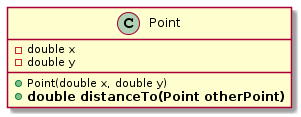 C Point
double x
double y
Point(double x, double y)
double distanceTo(Point otherPoint)